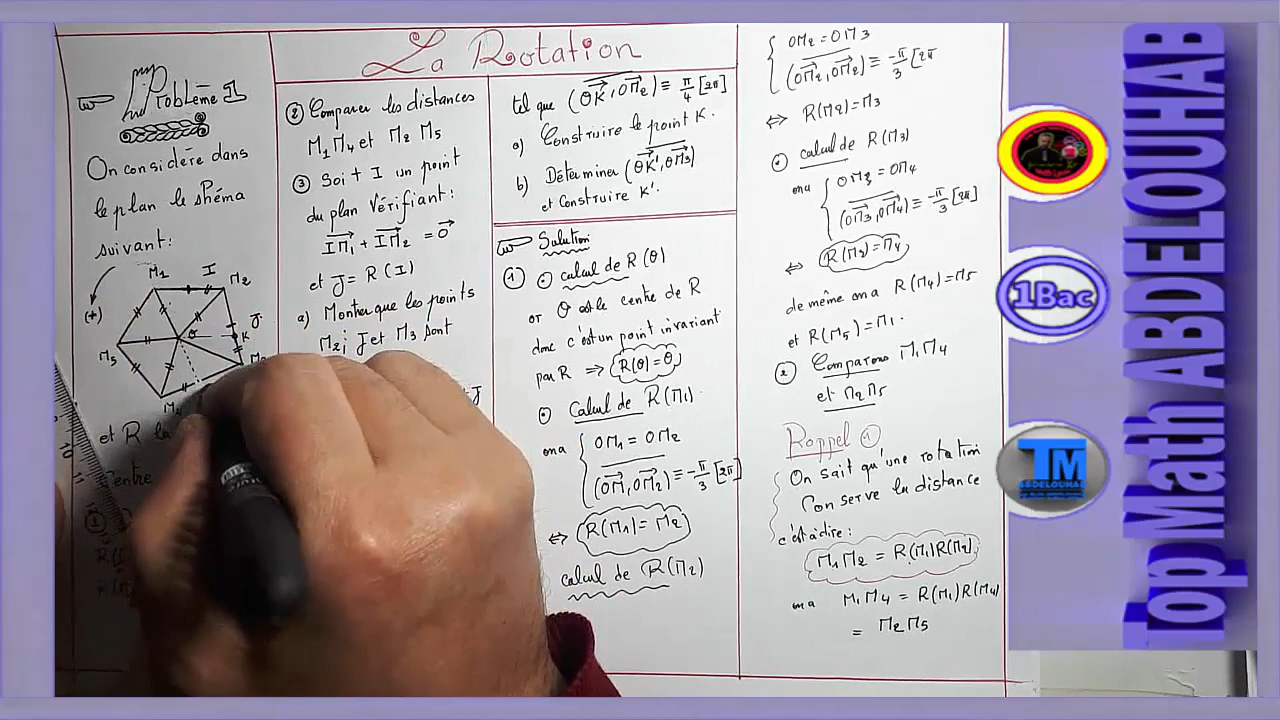 La Rotation
Problème 1
On considére dans
le plan le shéma
suivant:
(+)
M1
I
M2
J
K
M5
θ
M4
et R la
Centre
1
② Comparer les distances
M1M4 et M2 M5
③ Soit I un point
du plan Vérifiant:
IM1 + IM2 = 0
et J = R(I)
a) Montrer que les points
M2; J et M3 sont
J
tel que (OK, OM2) ≡ π/4 [2π]
a) Construire le point K.
b) Déterminer (OK', OM3)
et construire K'.
Solution
① • calcul de R(θ)
or θ est le centre de R
donc c'est un point invariant
par R ⇒ R(θ) = θ
• Calcul de R(M1).
on a { OM1 = OM2
(OM1, OM2) ≡ -π/3 [2π]
⇔ R(M1) = M2
calcul de R(M2)
{ OM2 = OM3
(OM2, OM2) ≡ -π/3 [2π
⇔ R(M2) = M3
• calcul de R(M3)
on a { OM3 = OM4
(OM3, OM4) ≡ -π/3 [2π]
⇔ R(M3) = M4
de même on a R(M4) = M5
et R(M5) = M1.
② Comparons M1M4
et M2M5
Rappel ①
On sait qu'une rotation
Conserve la distance
c'est à dire:
M1M2 = R(M1)R(M2)
on a M1M4 = R(M1)R(M4)
= M2M5
Top Math ABDELOUHAB
1Bac
TM
ABDELOUHAB